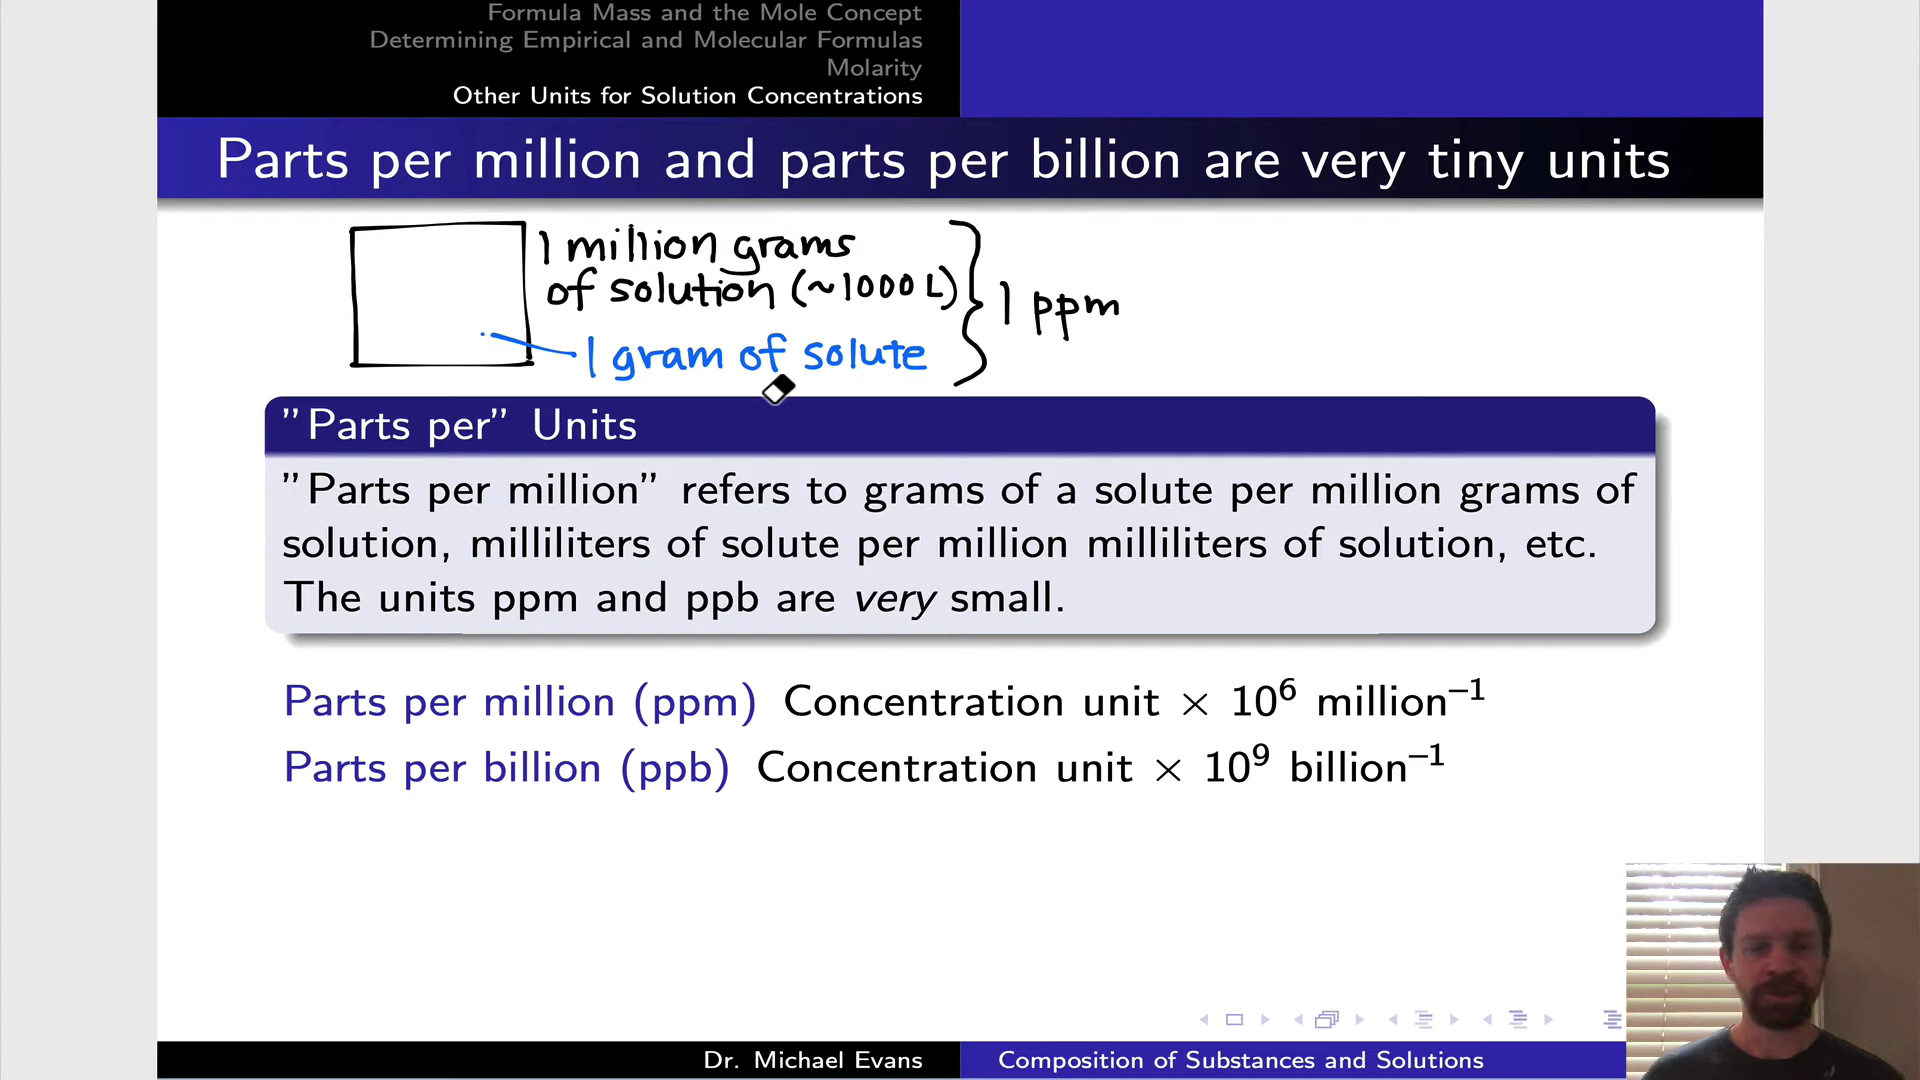 Formula Mass and the Mole Concept
Determining Empirical and Molecular Formulas
Molarity
Other Units for Solution Concentrations
Parts per million and parts per billion are very tiny units
1 million grams
of solution (~1000 L)
1 gram of solute
1 ppm
"Parts per" Units
"Parts per million" refers to grams of a solute per million grams of
solution, milliliters of solute per million milliliters of solution, etc.
The units ppm and ppb are very small.
Parts per million (ppm) Concentration unit × 10⁶ million⁻¹
Parts per billion (ppb) Concentration unit × 10⁹ billion⁻¹
Dr. Michael Evans
Composition of Substances and Solutions